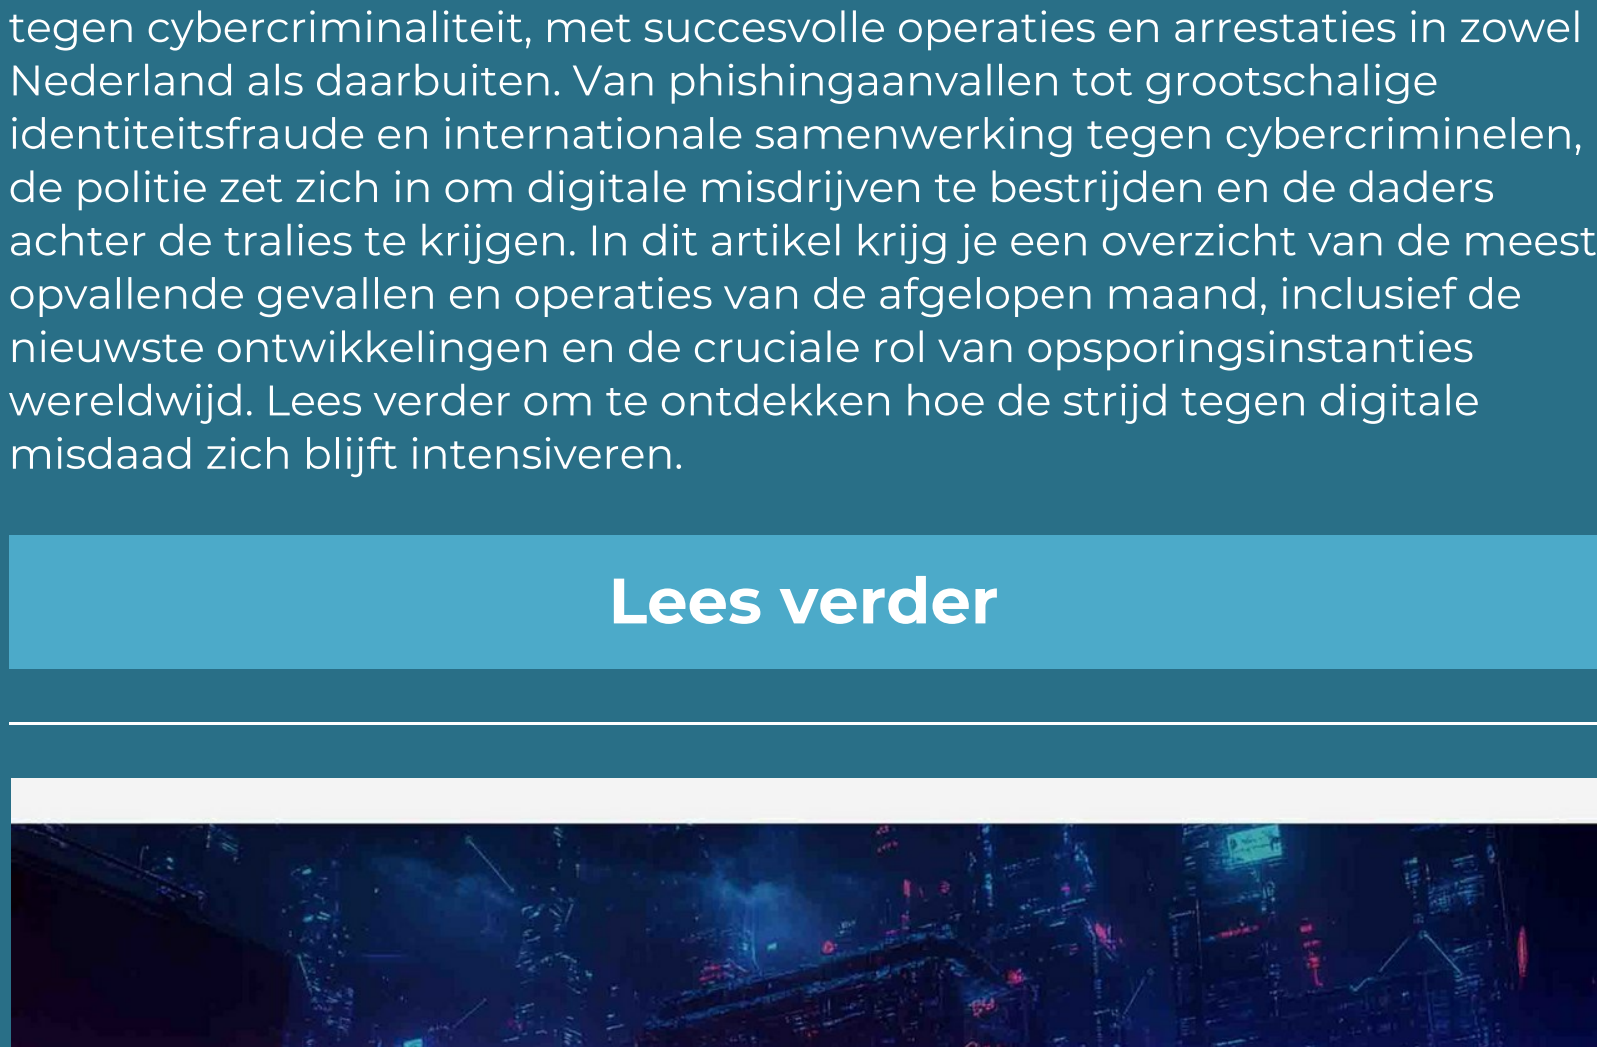 tegen cybercriminaliteit, met succesvolle operaties en arrestaties in zowel
Nederland als daarbuiten. Van phishingaanvallen tot grootschalige
identiteitsfraude en internationale samenwerking tegen cybercriminelen,
de politie zet zich in om digitale misdrijven te bestrijden en de daders
achter de tralies te krijgen. In dit artikel krijg je een overzicht van de meest
opvallende gevallen en operaties van de afgelopen maand, inclusief de
nieuwste ontwikkelingen en de cruciale rol van opsporingsinstanties
wereldwijd. Lees verder om te ontdekken hoe de strijd tegen digitale
misdaad zich blijft intensiveren.
Lees verder